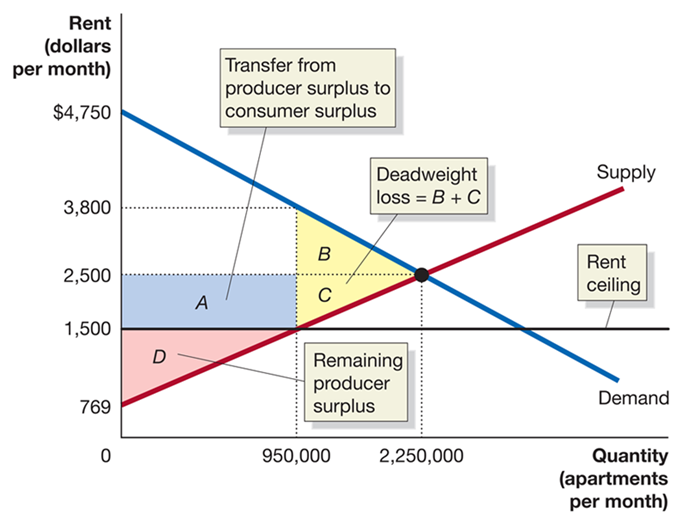 Rent
(dollars
per month)
Transfer from
producer surplus to
consumer surplus
$4,750
Deadweight
loss = B + C
Supply
3,800
B
Rent
ceiling
2,500
A
C
1,500
D
Remaining
producer
surplus
769
Demand
0
950,000
2,250,000
Quantity
(apartments
per month)